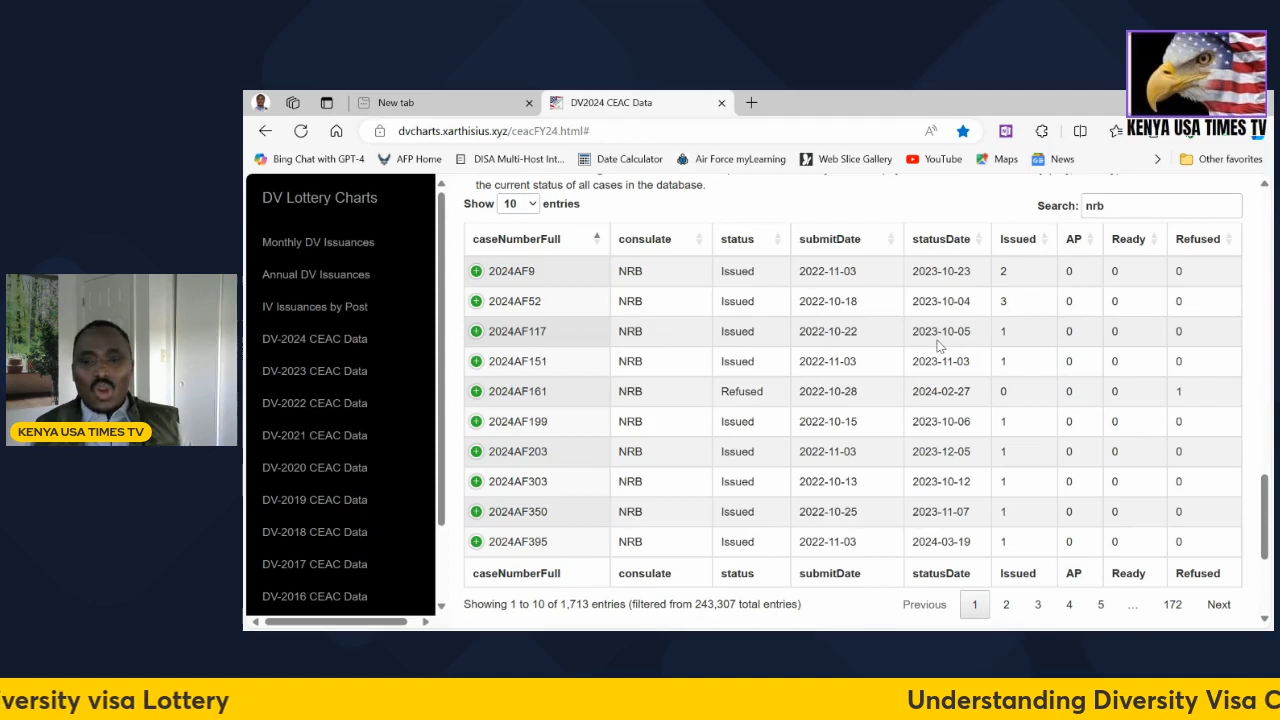 KENYA USA TIMES TV
New tab
DV2024 CEAC Data
dvcharts.xarthisius.xyz/ceacFY24.html#
Bing Chat with GPT-4
AFP Home
DISA Multi-Host Int...
Date Calculator
Air Force myLearning
Web Slice Gallery
YouTube
Maps
News
Other favorites
DV Lottery Charts
Monthly DV Issuances
Annual DV Issuances
IV Issuances by Post
DV-2024 CEAC Data
DV-2023 CEAC Data
DV-2022 CEAC Data
DV-2021 CEAC Data
DV-2020 CEAC Data
DV-2019 CEAC Data
DV-2018 CEAC Data
DV-2017 CEAC Data
DV-2016 CEAC Data
the current status of all cases in the database.
Show 10 entries
Search: nrb
caseNumberFull consulate status submitDate statusDate Issued AP Ready Refused
2024AF9 NRB Issued 2022-11-03 2023-10-23 2 0 0 0
2024AF52 NRB Issued 2022-10-18 2023-10-04 3 0 0 0
2024AF117 NRB Issued 2022-10-22 2023-10-05 1 0 0 0
2024AF151 NRB Issued 2022-11-03 2023-11-03 1 0 0 0
2024AF161 NRB Refused 2022-10-28 2024-02-27 0 0 0 1
2024AF199 NRB Issued 2022-10-15 2023-10-06 1 0 0 0
2024AF203 NRB Issued 2022-11-03 2023-12-05 1 0 0 0
2024AF303 NRB Issued 2022-10-13 2023-10-12 1 0 0 0
2024AF350 NRB Issued 2022-10-25 2023-11-07 1 0 0 0
2024AF395 NRB Issued 2022-11-03 2024-03-19 1 0 0 0
caseNumberFull consulate status submitDate statusDate Issued AP Ready Refused
Showing 1 to 10 of 1,713 entries (filtered from 243,307 total entries)
Previous 1 2 3 4 5 ... 172 Next
KENYA USA TIMES TV
iversity visa Lottery
Understanding Diversity Visa C